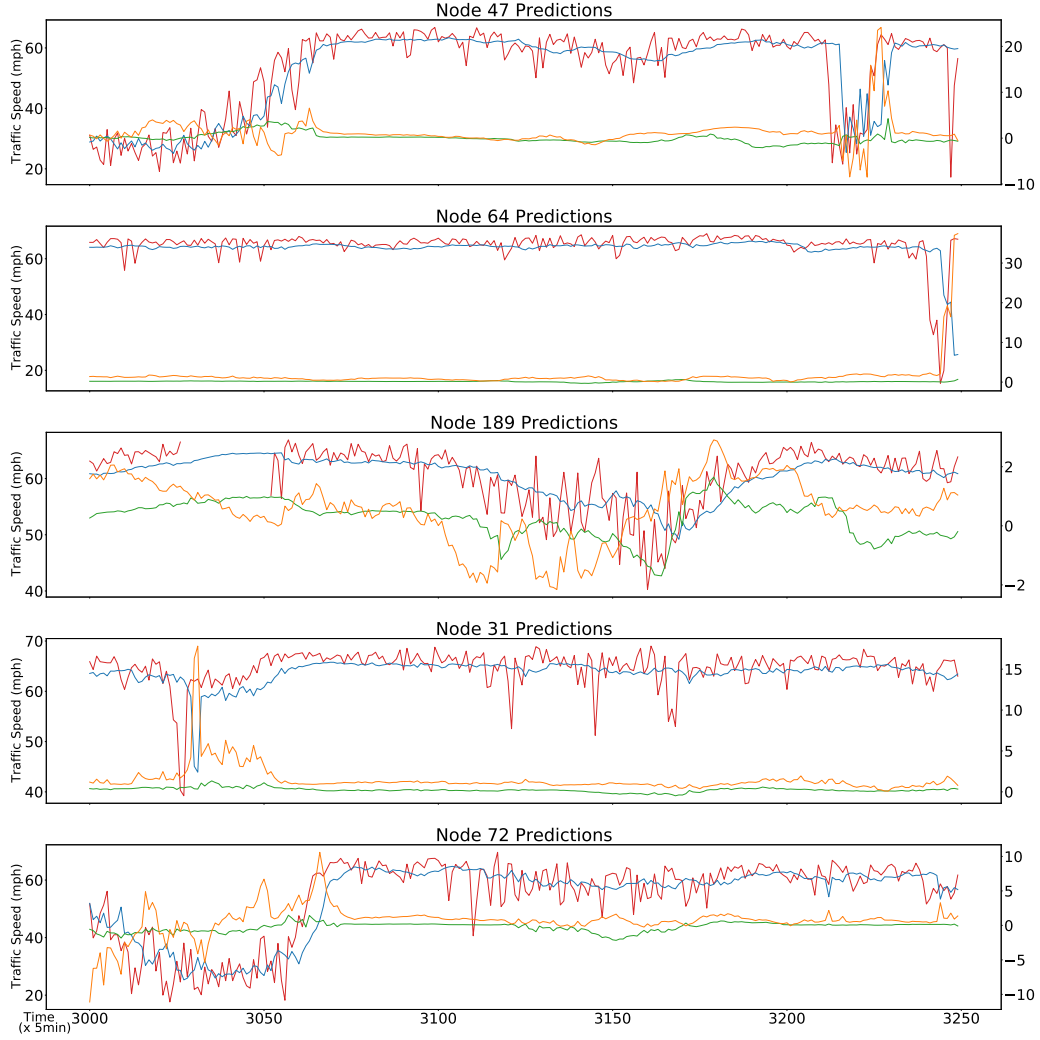 Node 47 Predictions
Traffic Speed (mph)
60
40
20
20
10
0
−10
Node 64 Predictions
Traffic Speed (mph)
60
40
20
30
20
10
0
Node 189 Predictions
Traffic Speed (mph)
60
50
40
2
0
−2
Node 31 Predictions
Traffic Speed (mph)
70
60
50
40
15
10
5
0
Node 72 Predictions
Traffic Speed (mph)
60
40
20
10
5
0
−5
−10
Time
(x 5min)
3000 3050 3100 3150 3200 3250